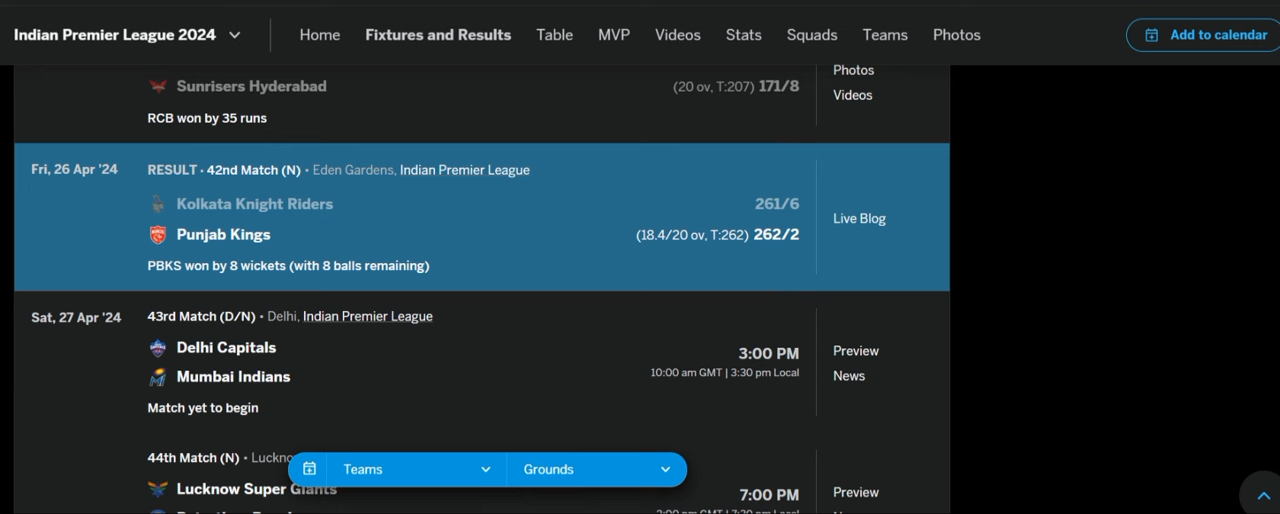 Indian Premier League 2024 Home Fixtures and Results Table MVP Videos Stats Squads Teams Photos Add to calendar
Photos
Sunrisers Hyderabad (20 ov, T:207) 171/8
Videos
RCB won by 35 runs
Fri, 26 Apr '24 RESULT • 42nd Match (N) • Eden Gardens, Indian Premier League
Kolkata Knight Riders 261/6
Live Blog
Punjab Kings (18.4/20 ov, T:262) 262/2
PBKS won by 8 wickets (with 8 balls remaining)
Sat, 27 Apr '24 43rd Match (D/N) • Delhi, Indian Premier League
Delhi Capitals 3:00 PM Preview
Mumbai Indians 10:00 am GMT | 3:30 pm Local News
Match yet to begin
44th Match (N) • Luckno
Teams Grounds
Lucknow Super Giants 7:00 PM Preview